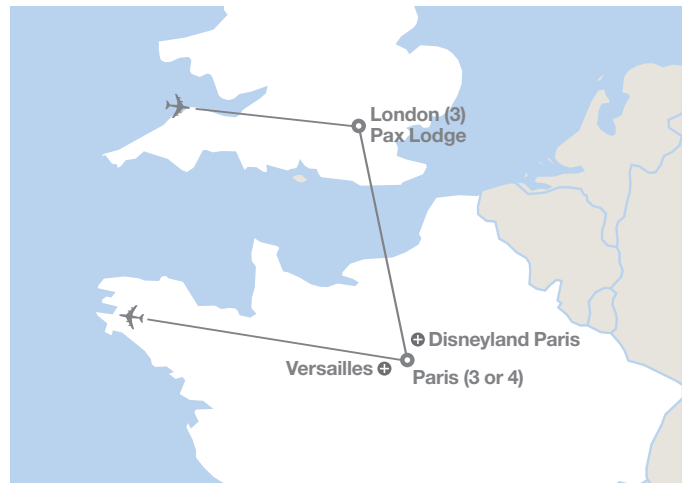 London (3)
Pax Lodge
Disneyland Paris
Versailles
Paris (3 or 4)